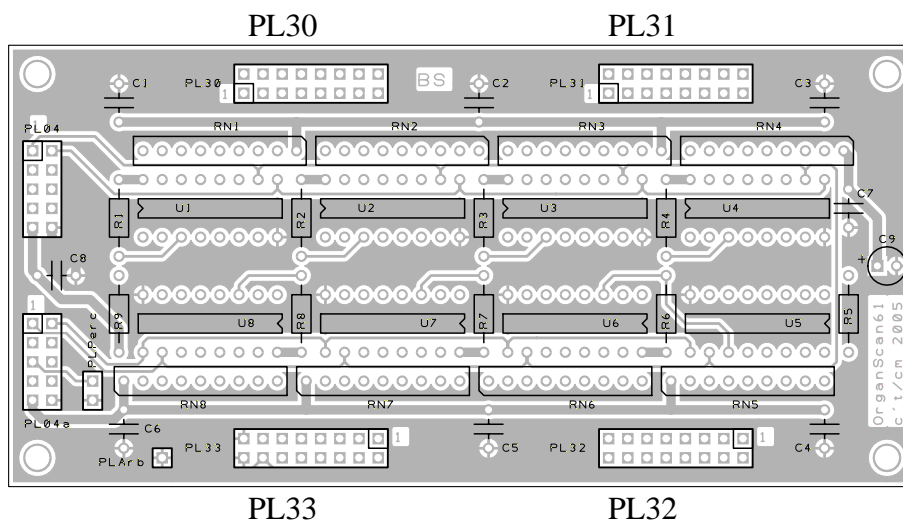 PL30 PL31
C1 PL30 1 BS C2 PL31 1 C3
PL04 1 RN1 RN2 RN3 RN4
C7
R1 U1 R2 U2 R3 U3 R4 U4
C8 + C9
1 PLPerc R9 U8 R8 U7 R7 U6 R6 U5 R5
OrganScan61
c't/cm 2005
PL04a RN8 RN7 RN6 RN5
C6 PLArb PL33 1 C5 PL32 1 C4
PL33 PL32